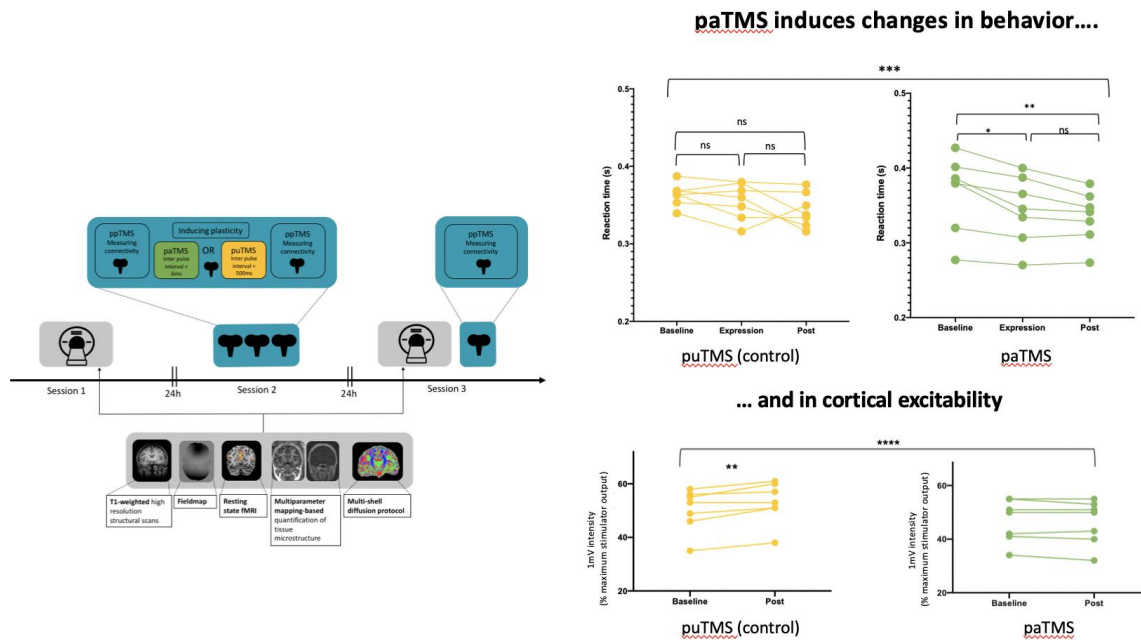 paTMS induces changes in behavior....
***
0.5
0.4
0.3
0.2
Reaction time (s)
ns
ns
ns
Baseline
Expression
Post
puTMS (control)
0.5
0.4
0.3
0.2
Reaction time (s)
**
*
ns
Baseline
Expression
Post
paTMS
ppTMS
Measuring
connectivity
Inducing plasticity
paTMS
Inter pulse
interval =
6ms
OR
puTMS
Inter pulse
interval =
500ms
ppTMS
Measuring
connectivity
ppTMS
Measuring
connectivity
Session 1
24h
Session 2
24h
Session 3
T1-weighted high
resolution
structural scans
Fieldmap
Resting
state fMRI
Multiparameter
mapping-based
quantification of
tissue
microstructure
Multi-shell
diffusion protocol
... and in cortical excitability
****
**
60
40
20
1mV intensity
(% maximum stimulator output)
Baseline
Post
puTMS (control)
60
40
20
1mV intensity
(% maximum stimulator output)
Baseline
Post
paTMS